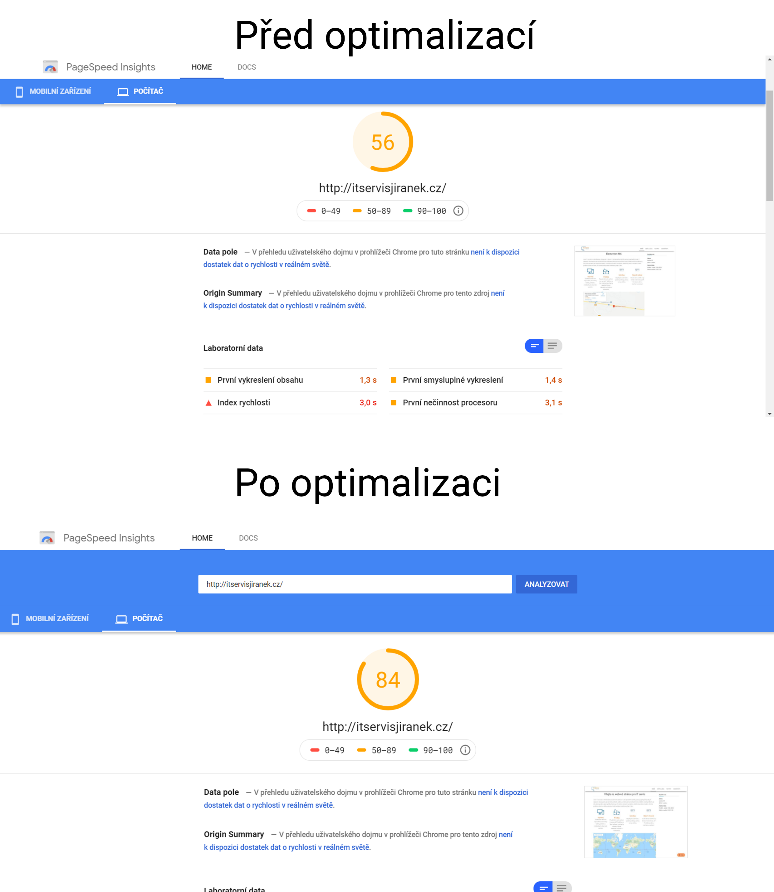 Před optimalizací
PageSpeed Insights HOME DOCS
MOBILNÍ ZAŘÍZENÍ POČÍTAČ
56
http://itservisjiranek.cz/
0–49 50–89 90–100
Data pole — V přehledu uživatelského dojmu v prohlížeči Chrome pro tuto stránku není k dispozici
dostatek dat o rychlosti v reálném světě.
Origin Summary — V přehledu uživatelského dojmu v prohlížeči Chrome pro tento zdroj není
k dispozici dostatek dat o rychlosti v reálném světě.
Laboratorní data
První vykreslení obsahu 1,3 s První smysluplné vykreslení 1,4 s
Index rychlosti 3,0 s První nečinnost procesoru 3,1 s
Po optimalizaci
PageSpeed Insights HOME DOCS
http://itservisjiranek.cz/ ANALYZOVAT
MOBILNÍ ZAŘÍZENÍ POČÍTAČ
84
http://itservisjiranek.cz/
0–49 50–89 90–100
Data pole — V přehledu uživatelského dojmu v prohlížeči Chrome pro tuto stránku není k dispozici
dostatek dat o rychlosti v reálném světě.
Origin Summary — V přehledu uživatelského dojmu v prohlížeči Chrome pro tento zdroj není
k dispozici dostatek dat o rychlosti v reálném světě.
Laboratorní data